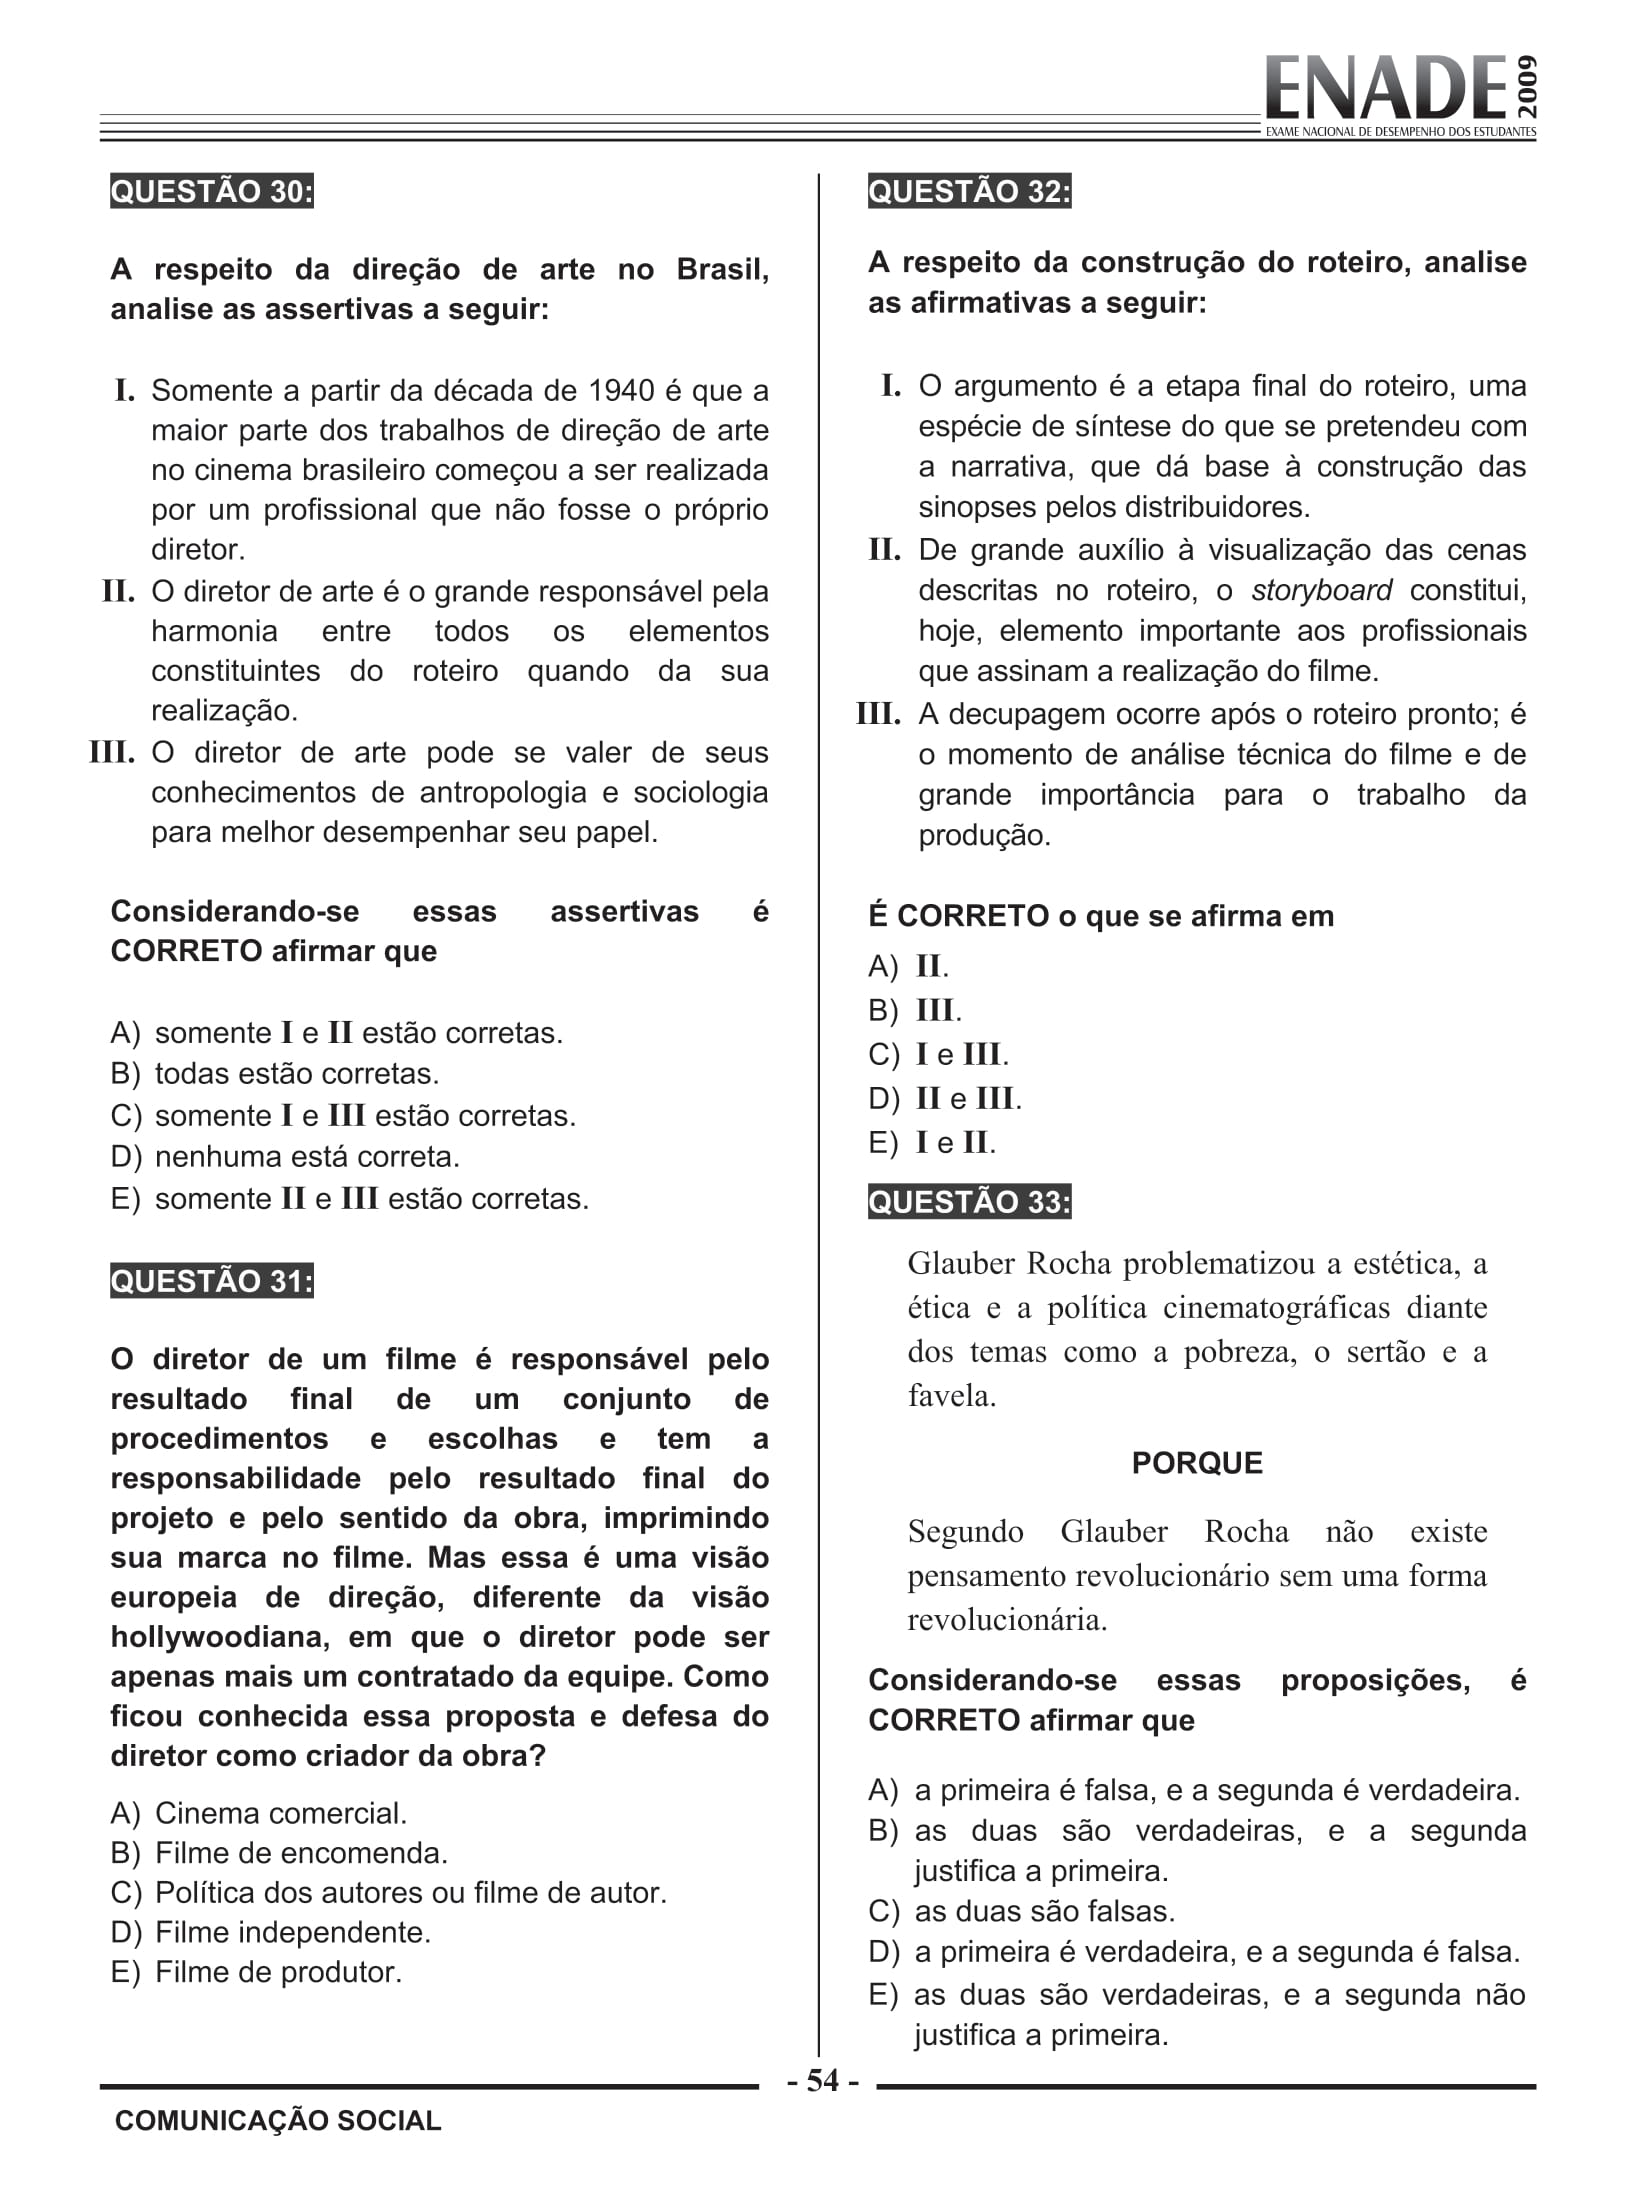 ENADE 2009
EXAME NACIONAL DE DESEMPENHO DOS ESTUDANTES
QUESTÃO 30:
A respeito da direção de arte no Brasil,
analise as assertivas a seguir:
I. Somente a partir da década de 1940 é que a
maior parte dos trabalhos de direção de arte
no cinema brasileiro começou a ser realizada
por um profissional que não fosse o próprio
diretor.
II. O diretor de arte é o grande responsável pela
harmonia entre todos os elementos
constituintes do roteiro quando da sua
realização.
III. O diretor de arte pode se valer de seus
conhecimentos de antropologia e sociologia
para melhor desempenhar seu papel.
Considerando-se essas assertivas é
CORRETO afirmar que
A) somente I e II estão corretas.
B) todas estão corretas.
C) somente I e III estão corretas.
D) nenhuma está correta.
E) somente II e III estão corretas.
QUESTÃO 31:
O diretor de um filme é responsável pelo
resultado final de um conjunto de
procedimentos e escolhas e tem a
responsabilidade pelo resultado final do
projeto e pelo sentido da obra, imprimindo
sua marca no filme. Mas essa é uma visão
europeia de direção, diferente da visão
hollywoodiana, em que o diretor pode ser
apenas mais um contratado da equipe. Como
ficou conhecida essa proposta e defesa do
diretor como criador da obra?
A) Cinema comercial.
B) Filme de encomenda.
C) Política dos autores ou filme de autor.
D) Filme independente.
E) Filme de produtor.
QUESTÃO 32:
A respeito da construção do roteiro, analise
as afirmativas a seguir:
I. O argumento é a etapa final do roteiro, uma
espécie de síntese do que se pretendeu com
a narrativa, que dá base à construção das
sinopses pelos distribuidores.
II. De grande auxílio à visualização das cenas
descritas no roteiro, o storyboard constitui,
hoje, elemento importante aos profissionais
que assinam a realização do filme.
III. A decupagem ocorre após o roteiro pronto; é
o momento de análise técnica do filme e de
grande importância para o trabalho da
produção.
É CORRETO o que se afirma em
A) II.
B) III.
C) I e III.
D) II e III.
E) I e II.
QUESTÃO 33:
Glauber Rocha problematizou a estética, a
ética e a política cinematográficas diante
dos temas como a pobreza, o sertão e a
favela.
PORQUE
Segundo Glauber Rocha não existe
pensamento revolucionário sem uma forma
revolucionária.
Considerando-se essas proposições, é
CORRETO afirmar que
A) a primeira é falsa, e a segunda é verdadeira.
B) as duas são verdadeiras, e a segunda
justifica a primeira.
C) as duas são falsas.
D) a primeira é verdadeira, e a segunda é falsa.
E) as duas são verdadeiras, e a segunda não
justifica a primeira.
- 54 -
COMUNICAÇÃO SOCIAL